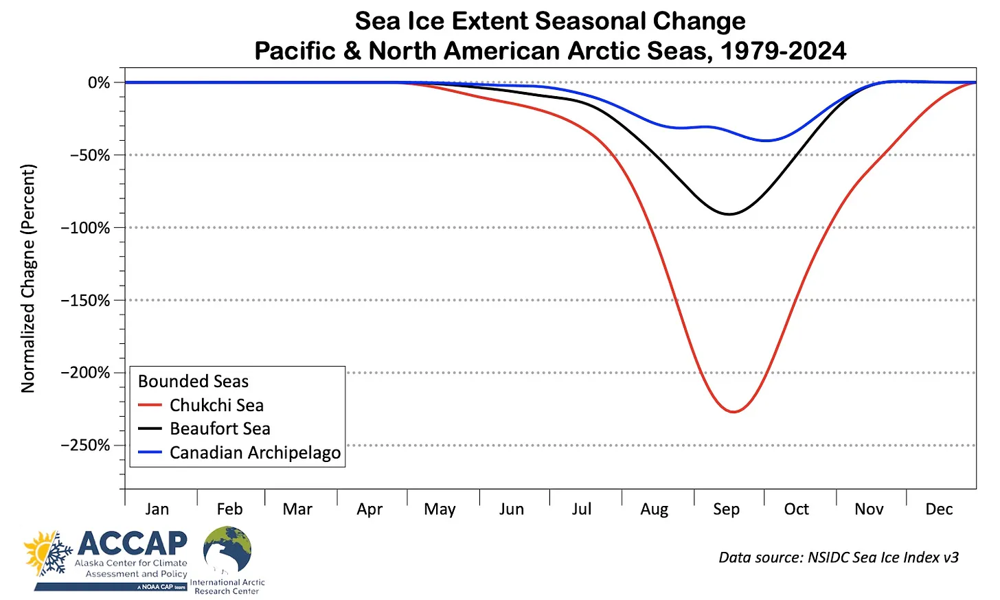 Sea Ice Extent Seasonal Change
Pacific & North American Arctic Seas, 1979-2024
Normalized Chagne (Percent)
0%
−50%
−100%
−150%
−200%
−250%
Bounded Seas
Chukchi Sea
Beaufort Sea
Canadian Archipelago
Jan Feb Mar Apr May Jun Jul Aug Sep Oct Nov Dec
ACCAP
Alaska Center for Climate
Assessment and Policy
A NOAA CAP team
International Arctic
Research Center
Data source: NSIDC Sea Ice Index v3